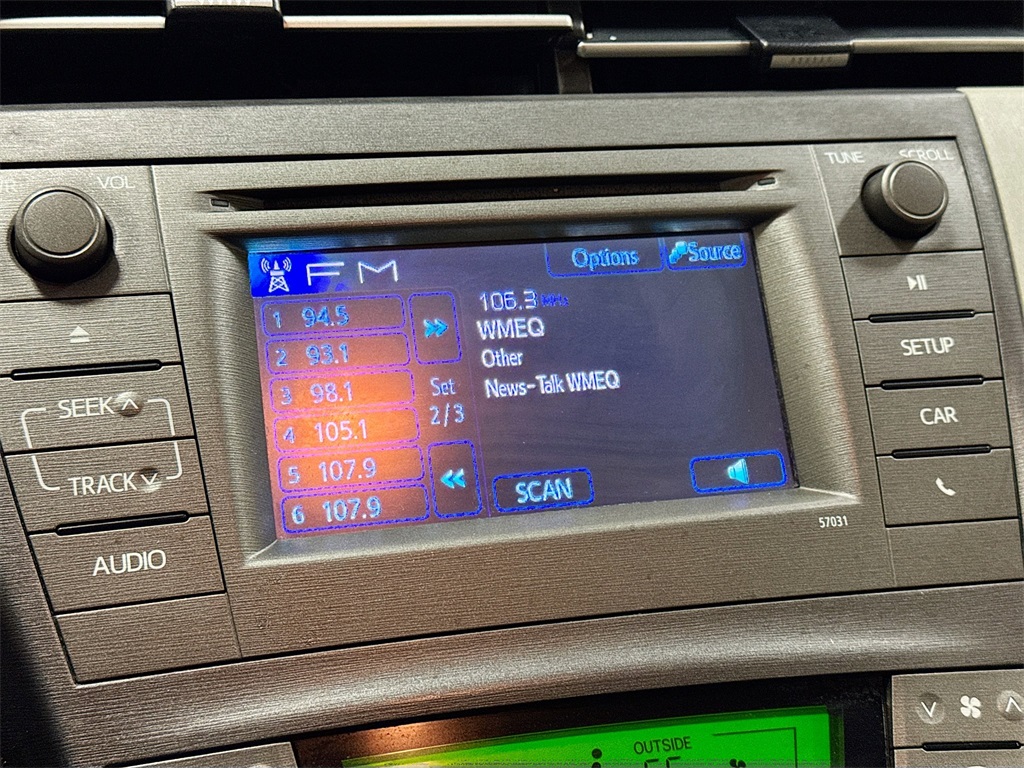 VOL
TUNE SCROLL
FM
Options
Source
1 94.5
2 93.1
3 98.1
4 105.1
5 107.9
6 107.9
Set
2/3
106.3 MHz
WMEQ
Other
News-Talk WMEQ
SCAN
SEEK
TRACK
AUDIO
SETUP
CAR
57031
OUTSIDE